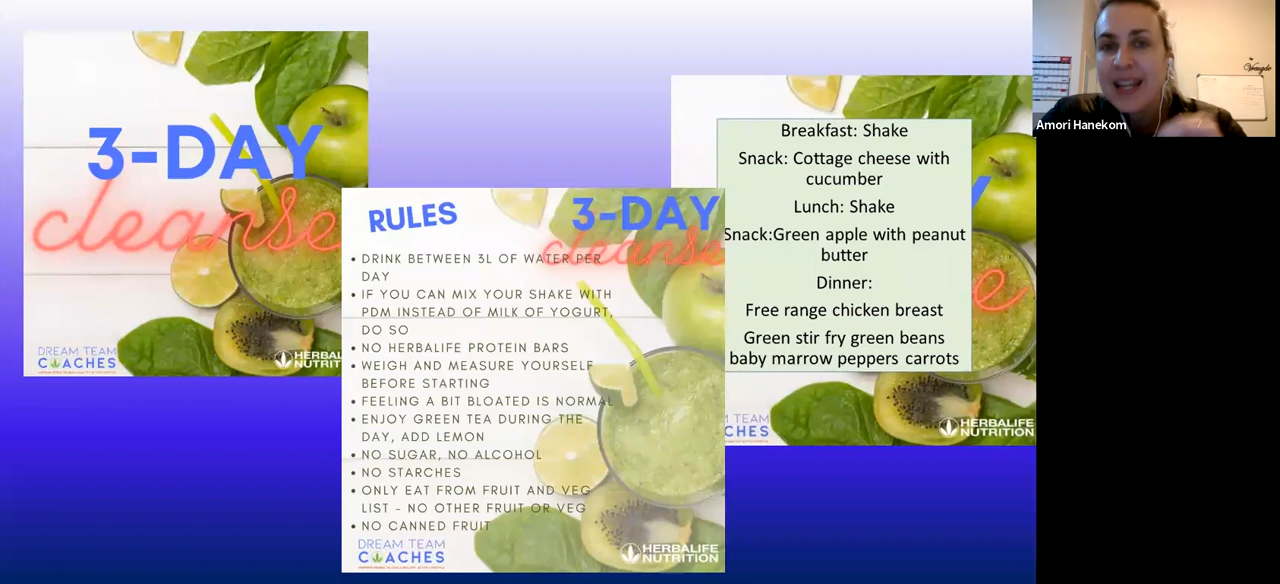 3-DAY
cleanse
DREAM TEAM
COACHES
HERBAL
NUTRIT
RULES
3-DAY
cleanse
• DRINK BETWEEN 3L OF WATER PER
DAY
• IF YOU CAN MIX YOUR SHAKE WITH
PDM INSTEAD OF MILK OF YOGURT,
DO SO
• NO HERBALIFE PROTEIN BARS
• WEIGH AND MEASURE YOURSELF
BEFORE STARTING
• FEELING A BIT BLOATED IS NORMAL
• ENJOY GREEN TEA DURING THE
DAY, ADD LEMON
• NO SUGAR, NO ALCOHOL
• NO STARCHES
• ONLY EAT FROM FRUIT AND VEG
LIST - NO OTHER FRUIT OR VEG
• NO CANNED FRUIT
DREAM TEAM
COACHES
HERBALIFE
NUTRITION
Breakfast: Shake
Snack: Cottage cheese with
cucumber
Lunch: Shake
Snack:Green apple with peanut
butter
Dinner:
Free range chicken breast
Green stir fry green beans
baby marrow peppers carrots
Y
e
TEAM
CHES
HERBALIFE
NUTRITION
Amori Hanekom